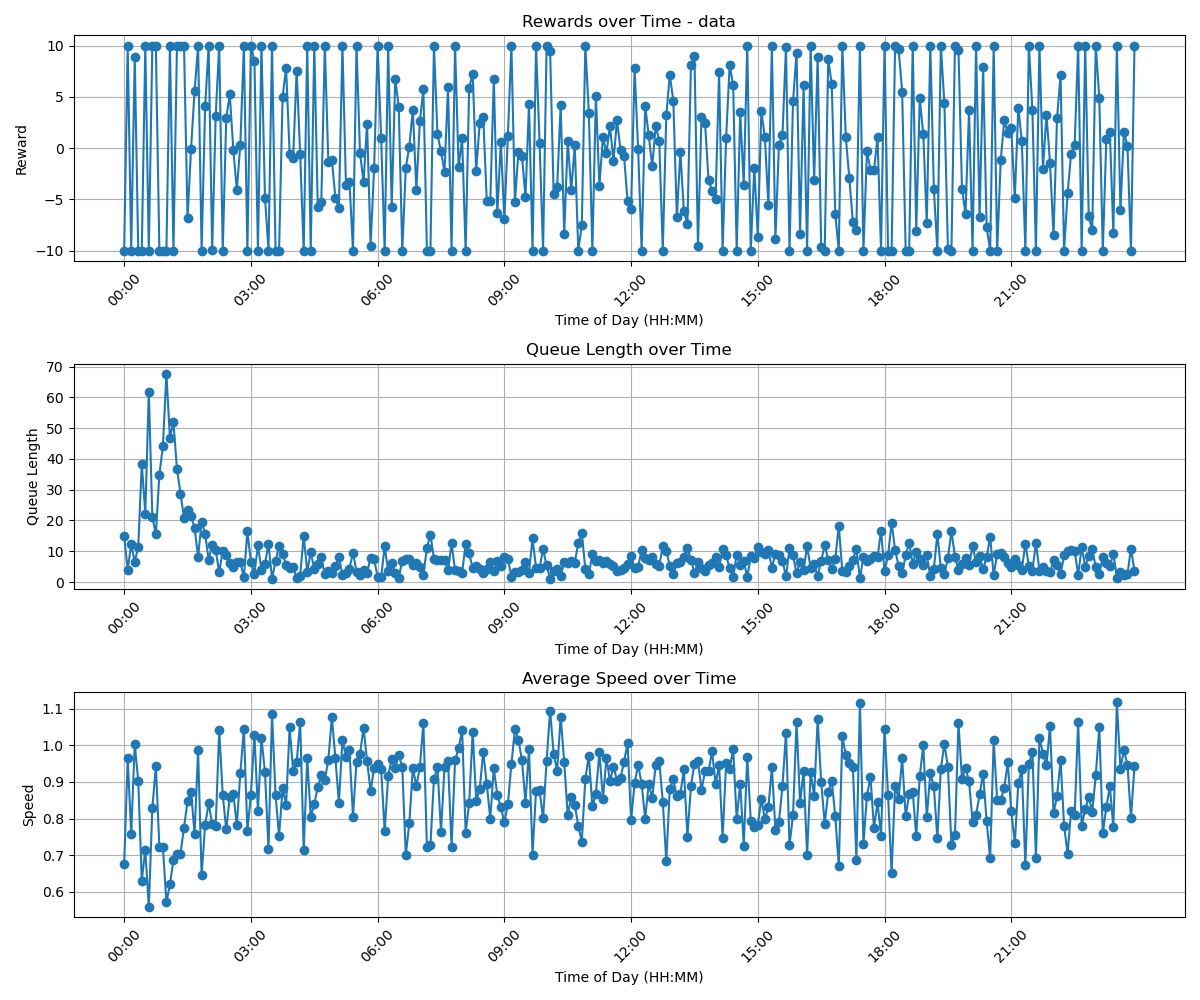 Rewards over Time - data
10
5
0
−5
−10
Reward
00:00 03:00 06:00 09:00 12:00 15:00 18:00 21:00
Time of Day (HH:MM)
Queue Length over Time
70
60
50
40
30
20
10
0
Queue Length
00:00 03:00 06:00 09:00 12:00 15:00 18:00 21:00
Time of Day (HH:MM)
Average Speed over Time
1.1
1.0
0.9
0.8
0.7
0.6
Speed
00:00 03:00 06:00 09:00 12:00 15:00 18:00 21:00
Time of Day (HH:MM)